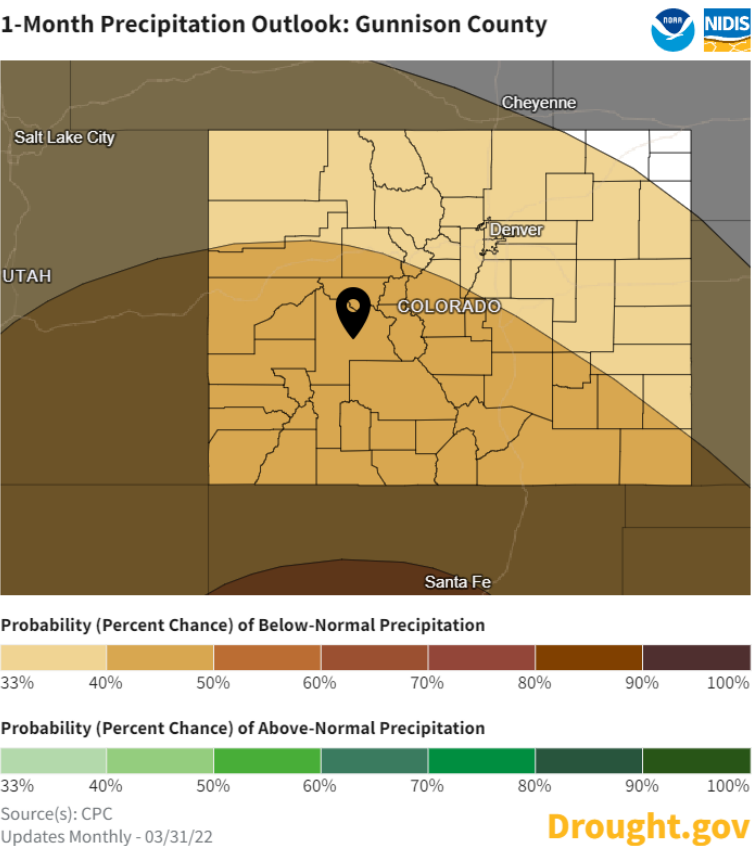 1-Month Precipitation Outlook: Gunnison County
NOAA
NIDIS
Cheyenne
Salt Lake City
Denver
UTAH
COLORADO
Santa Fe
Probability (Percent Chance) of Below-Normal Precipitation
33% 40% 50% 60% 70% 80% 90% 100%
Probability (Percent Chance) of Above-Normal Precipitation
33% 40% 50% 60% 70% 80% 90% 100%
Source(s): CPC
Updates Monthly - 03/31/22
Drought.gov